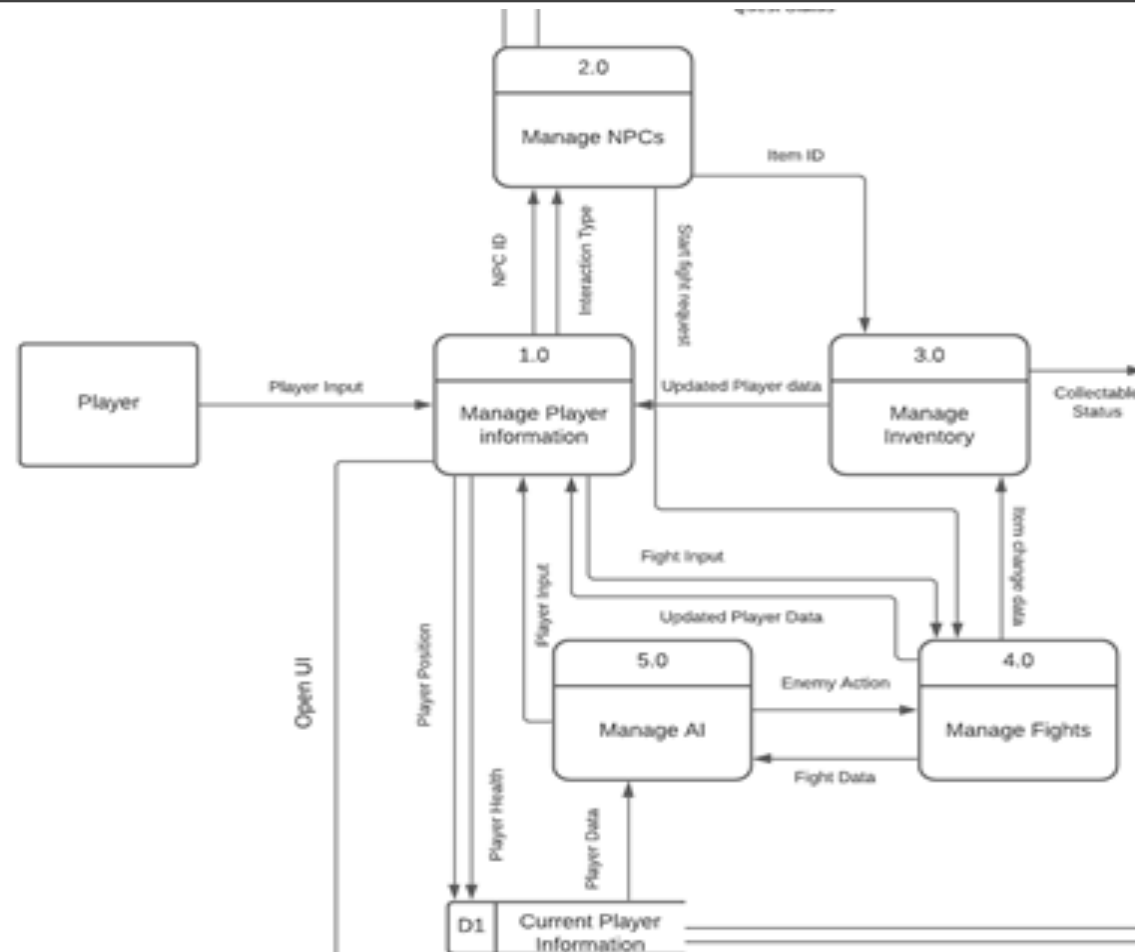 2.0
Manage NPCs
Item ID
NPC ID
Interaction Type
Start fight request
1.0
3.0
Player
Player Input
Manage Player
information
Updated Player data
Manage
Inventory
Collectable
Status
Fight Input
Item change data
Player Input
Updated Player Data
Open UI
Player Position
5.0
4.0
Enemy Action
Manage AI
Manage Fights
Fight Data
Player Health
Player Data
D1
Current Player
Information